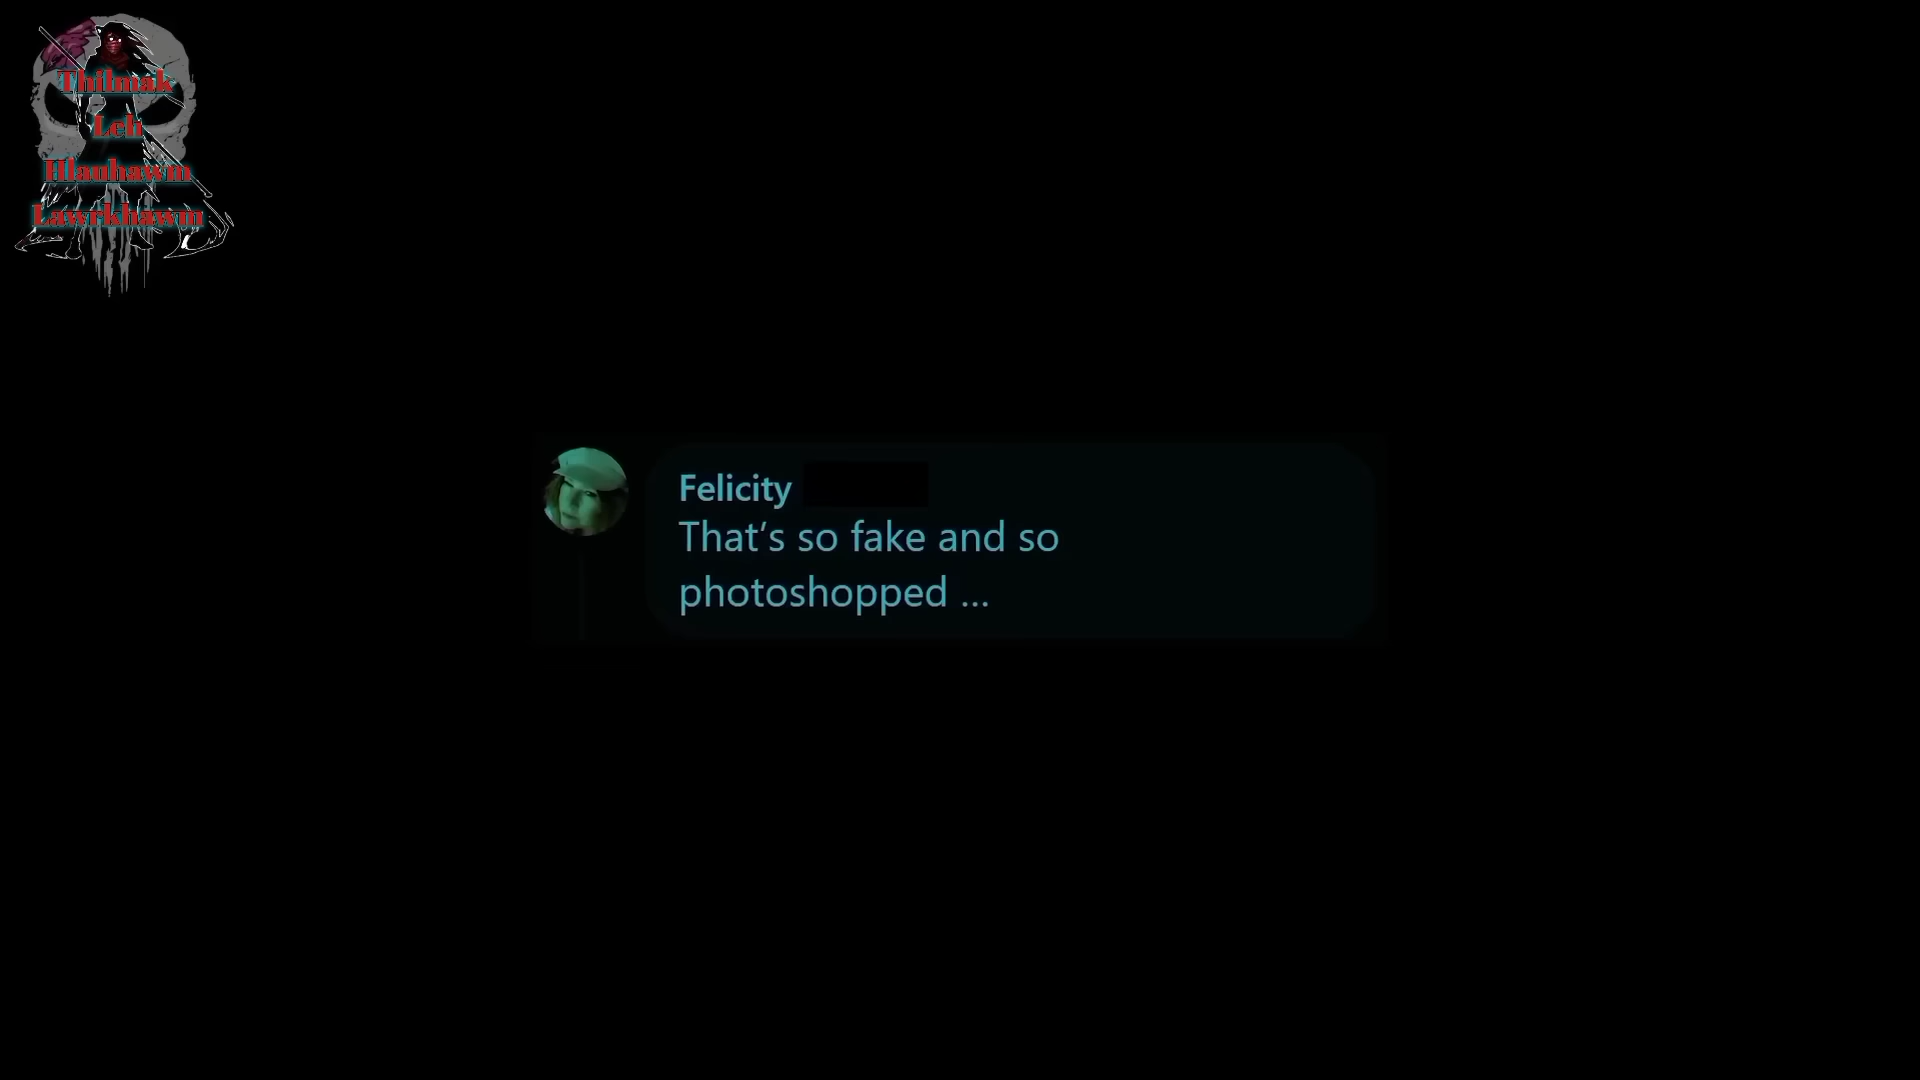 Thilmak
Leh
Hlauhawm
Lawrkhawm
Felicity
That’s so fake and so
photoshopped ...